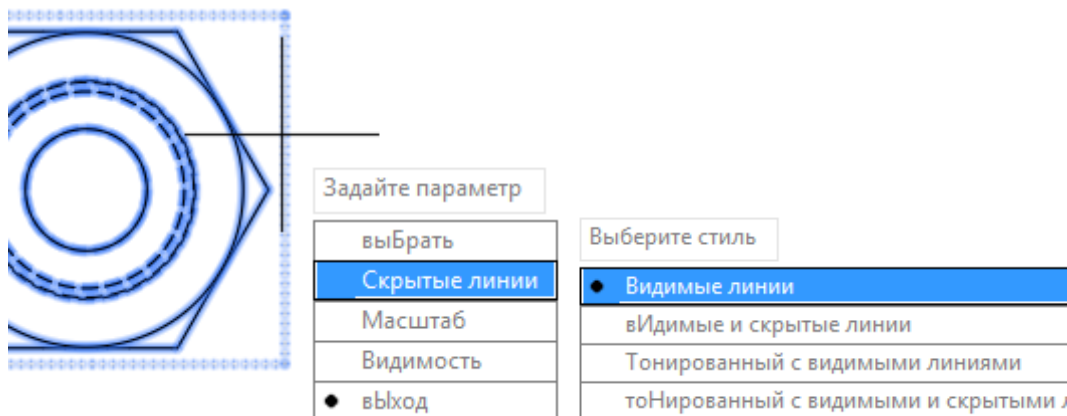 Задайте параметр
выБрать
Скрытые линии
Масштаб
Видимость
вЫход
Выберите стиль
Видимые линии
вИдимые и скрытые линии
Тонированный с видимыми линиями
тоНированный с видимыми и скрытыми